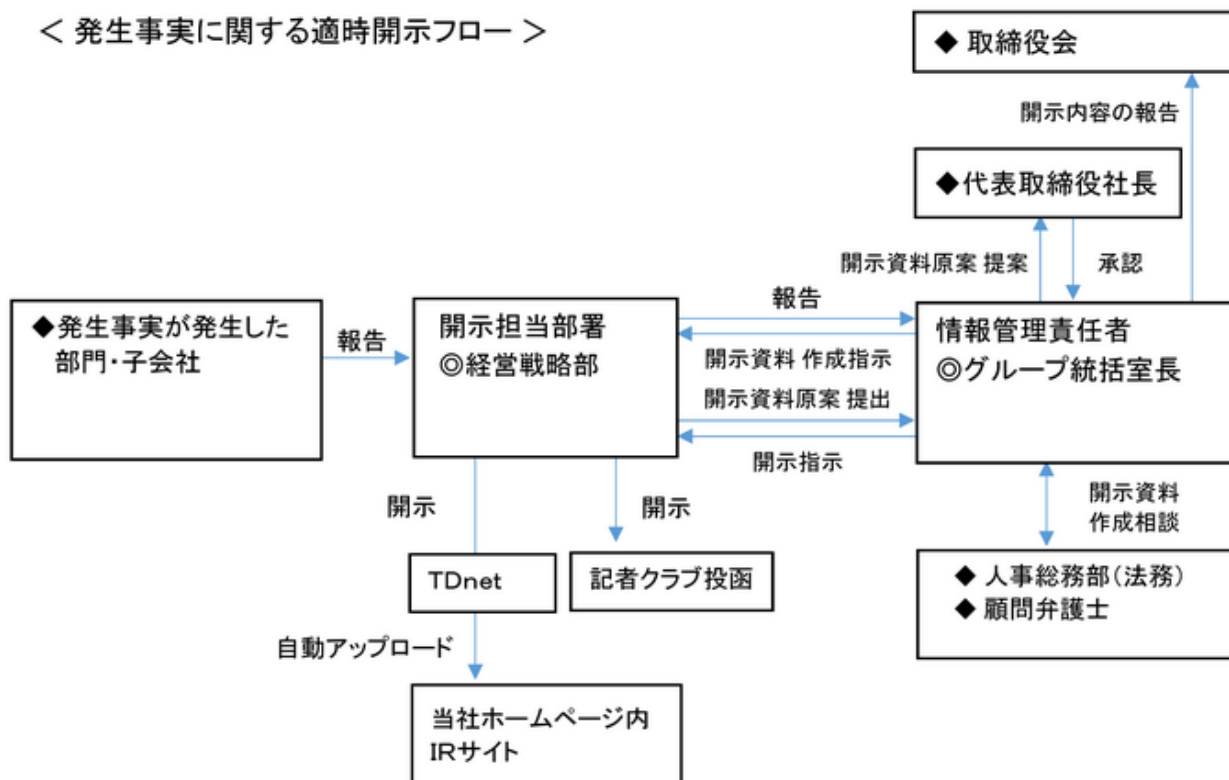 ＜ 発生事実に関する適時開示フロー ＞
◆ 取締役会
開示内容の報告
◆代表取締役社長
開示資料原案 提案
承認
◆発生事実が発生した
部門・子会社
報告
開示担当部署
◎経営戦略部
報告
開示資料 作成指示
開示資料原案 提出
開示指示
情報管理責任者
◎グループ統括室長
開示
開示
開示資料
作成相談
TDnet
記者クラブ投函
◆ 人事総務部（法務）
◆ 顧問弁護士
自動アップロード
当社ホームページ内
IRサイト